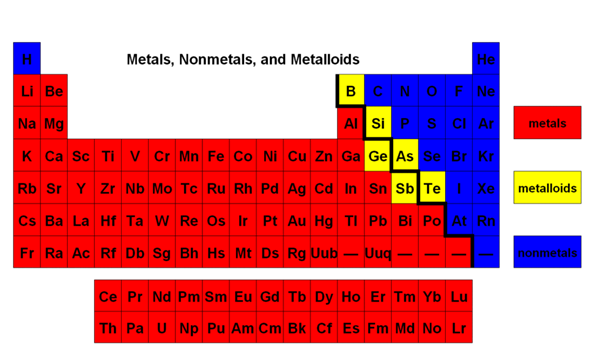 H He
Metals, Nonmetals, and Metalloids
Li Be B C N O F Ne
Na Mg Al Si P S Cl Ar
metals
K Ca Sc Ti V Cr Mn Fe Co Ni Cu Zn Ga Ge As Se Br Kr
Rb Sr Y Zr Nb Mo Tc Ru Rh Pd Ag Cd In Sn Sb Te I Xe
metalloids
Cs Ba La Hf Ta W Re Os Ir Pt Au Hg Tl Pb Bi Po At Rn
Fr Ra Ac Rf Db Sg Bh Hs Mt Ds Rg Uub — Uuq — — — —
nonmetals
Ce Pr Nd Pm Sm Eu Gd Tb Dy Ho Er Tm Yb Lu
Th Pa U Np Pu Am Cm Bk Cf Es Fm Md No Lr